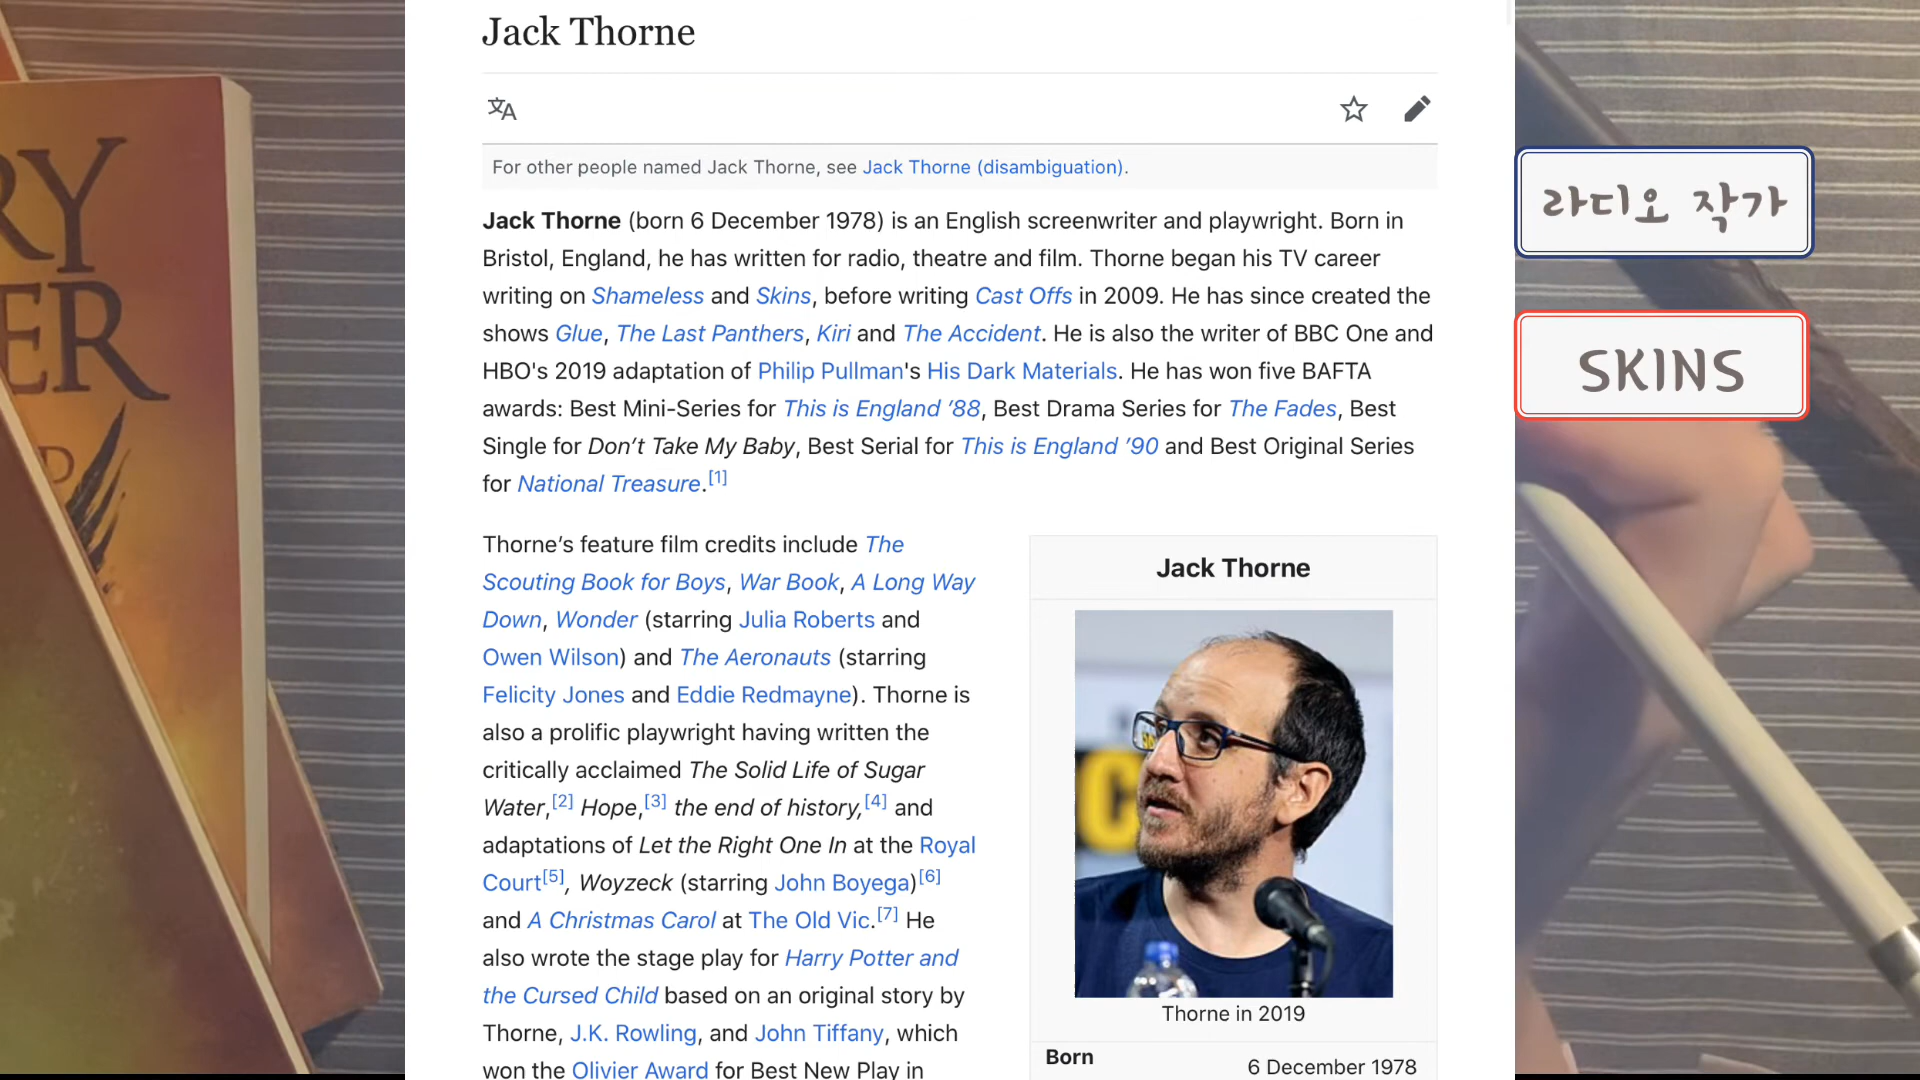 Jack Thorne
For other people named Jack Thorne, see Jack Thorne (disambiguation).
Jack Thorne (born 6 December 1978) is an English screenwriter and playwright. Born in
Bristol, England, he has written for radio, theatre and film. Thorne began his TV career
writing on Shameless and Skins, before writing Cast Offs in 2009. He has since created the
shows Glue, The Last Panthers, Kiri and The Accident. He is also the writer of BBC One and
HBO's 2019 adaptation of Philip Pullman's His Dark Materials. He has won five BAFTA
awards: Best Mini-Series for This is England ’88, Best Drama Series for The Fades, Best
Single for Don’t Take My Baby, Best Serial for This is England ’90 and Best Original Series
for National Treasure.[1]
Thorne’s feature film credits include The
Scouting Book for Boys, War Book, A Long Way
Down, Wonder (starring Julia Roberts and
Owen Wilson) and The Aeronauts (starring
Felicity Jones and Eddie Redmayne). Thorne is
also a prolific playwright having written the
critically acclaimed The Solid Life of Sugar
Water,[2] Hope,[3] the end of history,[4] and
adaptations of Let the Right One In at the Royal
Court[5], Woyzeck (starring John Boyega)[6]
and A Christmas Carol at The Old Vic.[7] He
also wrote the stage play for Harry Potter and
the Cursed Child based on an original story by
Thorne, J.K. Rowling, and John Tiffany, which
won the Olivier Award for Best New Play in
Jack Thorne
Thorne in 2019
Born
6 December 1978
라디오 작가
SKINS
RY
ER
D